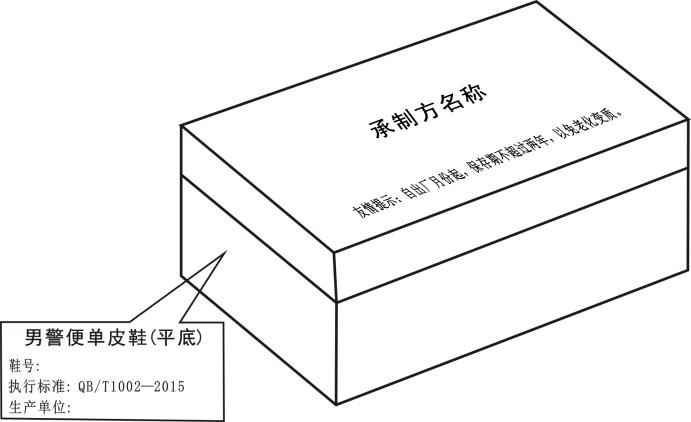 承制方名称
友情提示：自出厂月份起，保存期不超过两年，以免老化变质。
男警便单皮鞋(平底)
鞋号:
执行标准: QB/T1002—2015
生产单位: